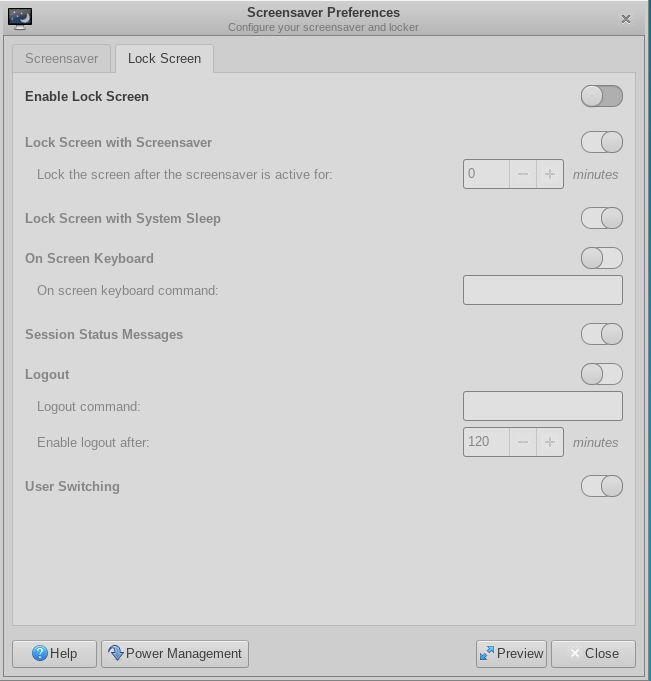 Screensaver Preferences
Configure your screensaver and locker
Screensaver
Lock Screen
Enable Lock Screen
Lock Screen with Screensaver
Lock the screen after the screensaver is active for: 0 minutes
Lock Screen with System Sleep
On Screen Keyboard
On screen keyboard command:
Session Status Messages
Logout
Logout command:
Enable logout after: 120 minutes
User Switching
Help Power Management Preview Close